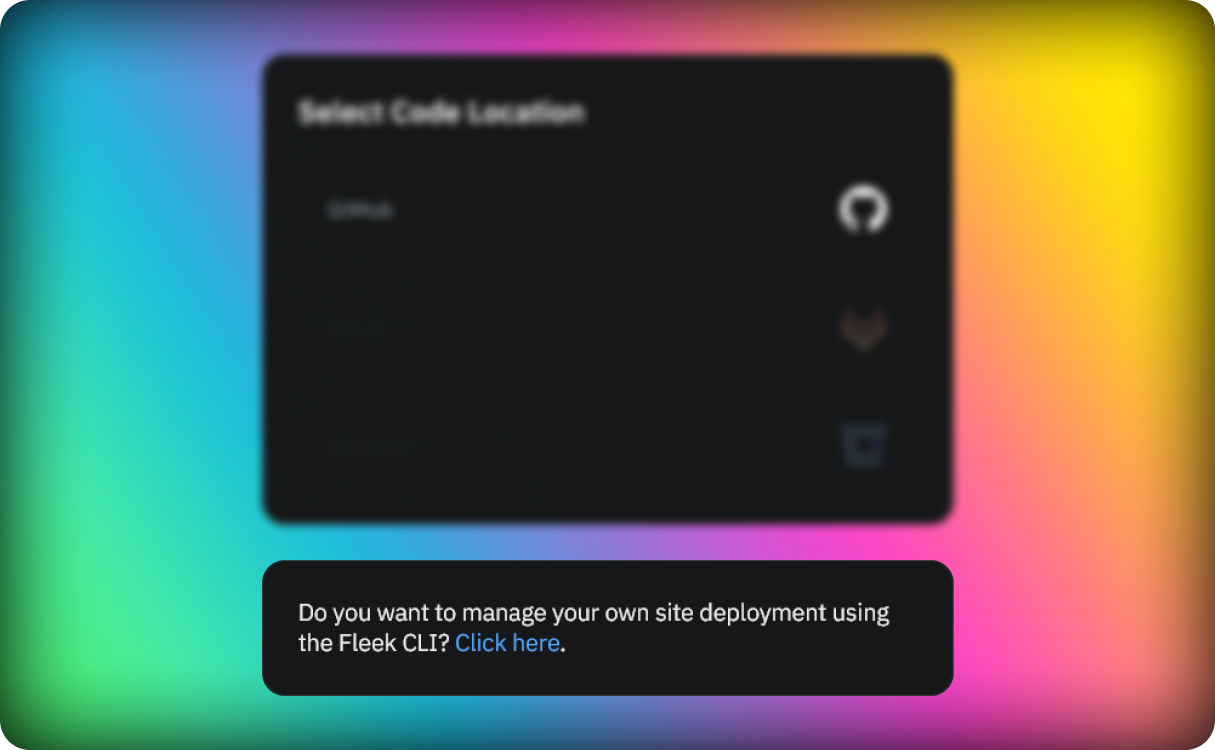 Select Code Location
GitHub
Do you want to manage your own site deployment using
the Fleek CLI? Click here.